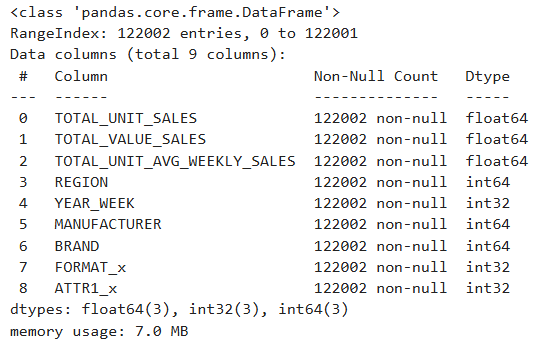 <class 'pandas.core.frame.DataFrame'>
RangeIndex: 122002 entries, 0 to 122001
Data columns (total 9 columns):
 #   Column                       Non-Null Count   Dtype
---  ------                       --------------   -----
 0   TOTAL_UNIT_SALES             122002 non-null  float64
 1   TOTAL_VALUE_SALES            122002 non-null  float64
 2   TOTAL_UNIT_AVG_WEEKLY_SALES  122002 non-null  float64
 3   REGION                       122002 non-null  int64
 4   YEAR_WEEK                    122002 non-null  int32
 5   MANUFACTURER                 122002 non-null  int64
 6   BRAND                        122002 non-null  int64
 7   FORMAT_x                     122002 non-null  int32
 8   ATTR1_x                      122002 non-null  int32
dtypes: float64(3), int32(3), int64(3)
memory usage: 7.0 MB